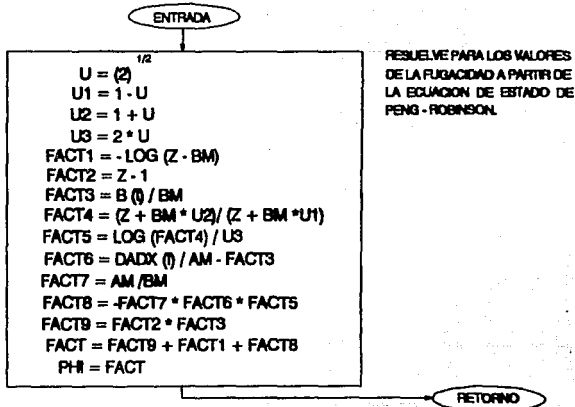 ENTRADA
U = (2)^1/2
U1 = 1 - U
U2 = 1 + U
U3 = 2 * U
FACT1 = - LOG (Z - BM)
FACT2 = Z - 1
FACT3 = B (I) / BM
FACT4 = (Z + BM * U2)/ (Z + BM *U1)
FACT5 = LOG (FACT4) / U3
FACT6 = DADX (I) / AM - FACT3
FACT7 = AM /BM
FACT8 = -FACT7 * FACT6 * FACT5
FACT9 = FACT2 * FACT3
FACT = FACT9 + FACT1 + FACT8
PHI = FACT
RESUELVE PARA LOS VALORES
DE LA FUGACIDAD A PARTIR DE
LA ECUACION DE ESTADO DE
PENG - ROBINSON.
RETORNO